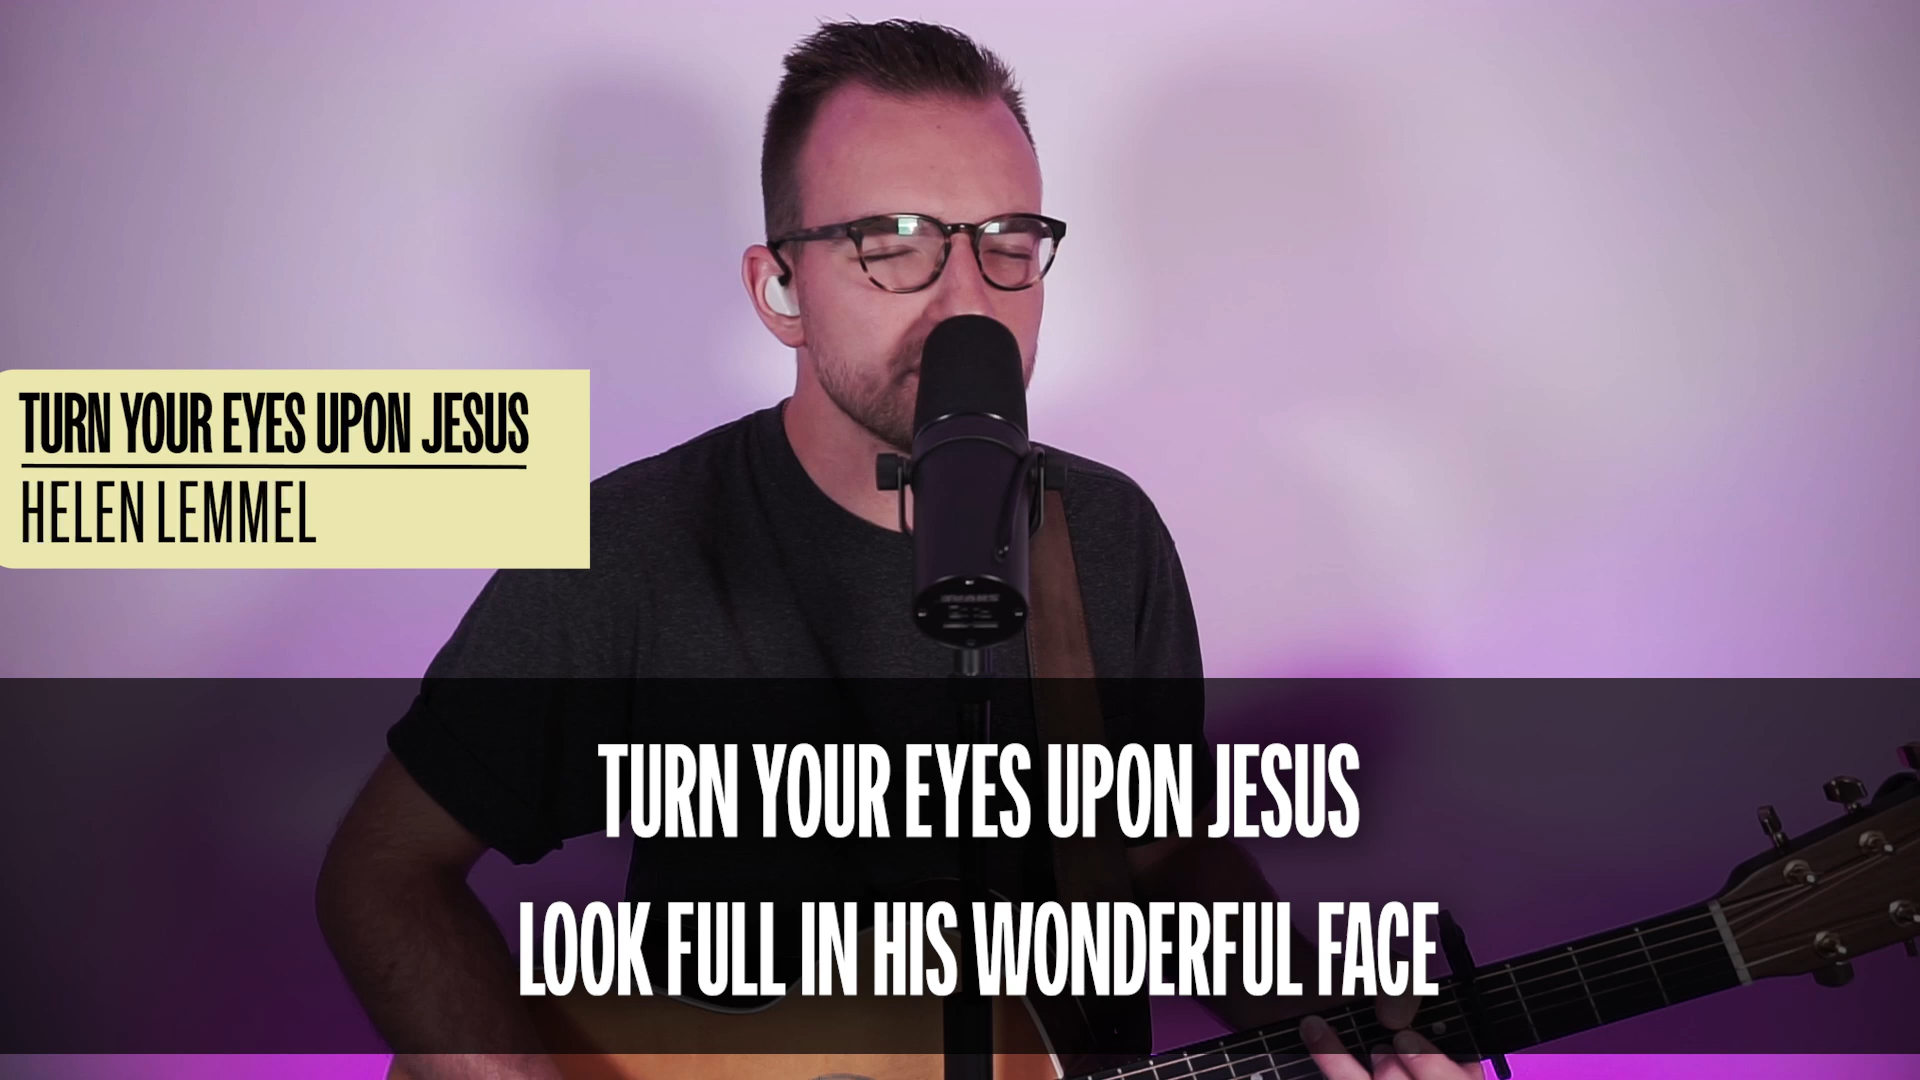 TURN YOUR EYES UPON JESUS
HELEN LEMMEL
TURN YOUR EYES UPON JESUS
LOOK FULL IN HIS WONDERFUL FACE